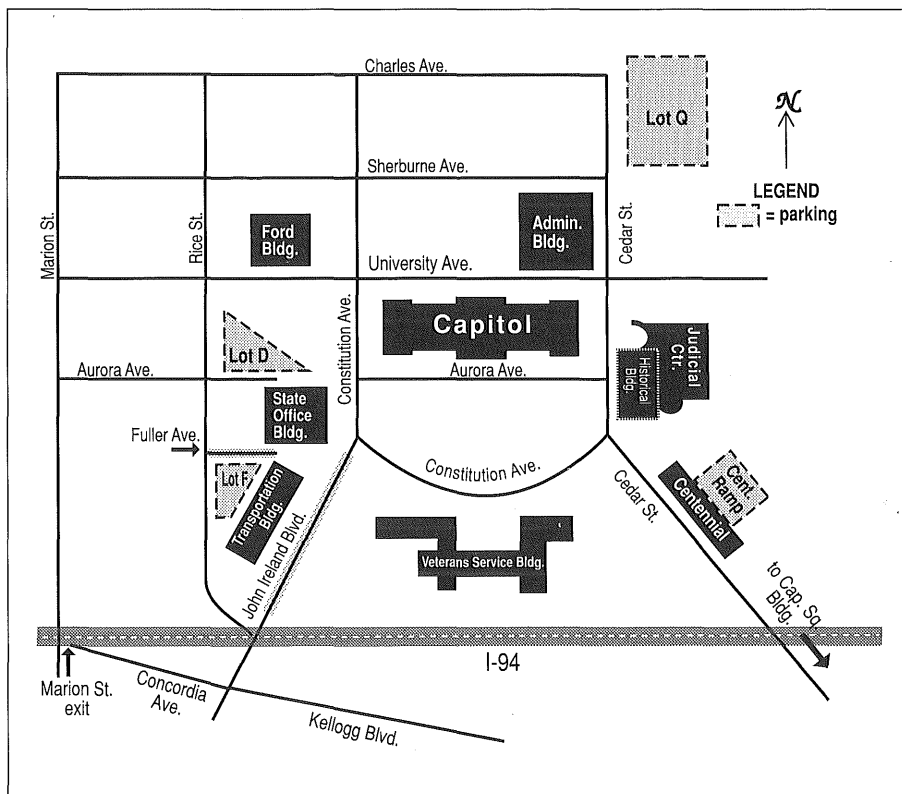 Charles Ave.
Lot Q
N
Sherburne Ave.
LEGEND
= parking
Marion St.
Rice St.
Ford
Bldg.
Admin.
Bldg.
Cedar St.
University Ave.
Constitution Ave.
Capitol
Lot D
Aurora Ave.
Aurora Ave.
Judicial
Ctr.
Historical
Bldg.
State
Office
Bldg.
Fuller Ave.
Constitution Ave.
Lot F
Transportation
Bldg.
John Ireland Blvd.
Cedar St.
Cent.
Ramp
Centennial
Veterans Service Bldg.
to Cap. Sq.
Bldg.
I-94
Marion St.
exit
Concordia
Ave.
Kellogg Blvd.